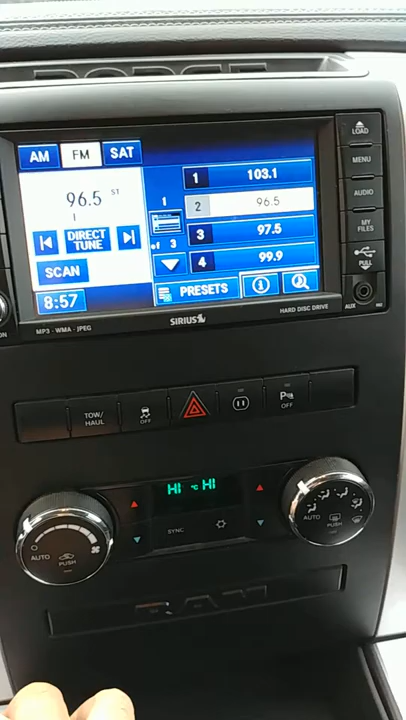 DODGE
AM FM SAT
LOAD
MENU
AUDIO
MY FILES
PULL
AUX
96.5 ST
DIRECT TUNE
SCAN
8:57
1
of 3
1 103.1
2 96.5
3 97.5
4 99.9
PRESETS
MP3 - WMA - JPEG
SIRIUS
HARD DISC DRIVE
TOW/HAUL
OFF
P OFF
HI °C HI
SYNC
AUTO PUSH
AUTO PUSH
RAM